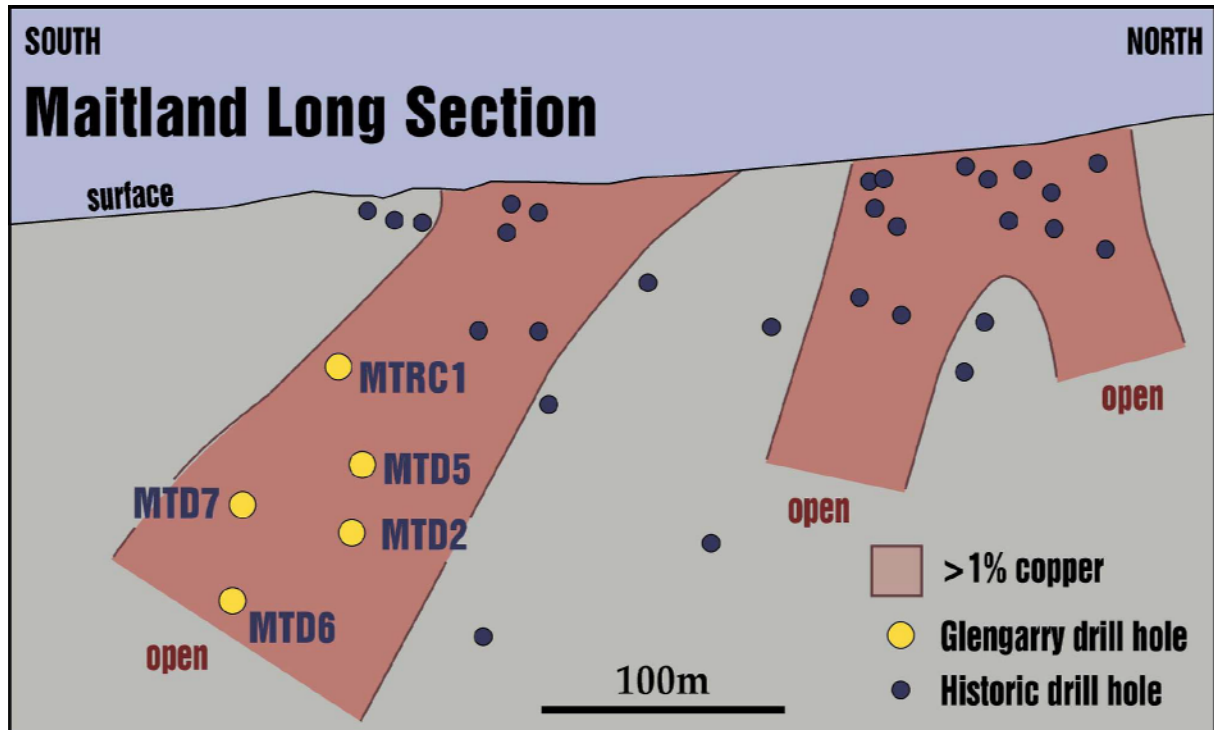 SOUTH
NORTH
Maitland Long Section
surface
MTRC1
MTD5
MTD7
MTD2
MTD6
open
open
open
>1% copper
Glengarry drill hole
Historic drill hole
100m